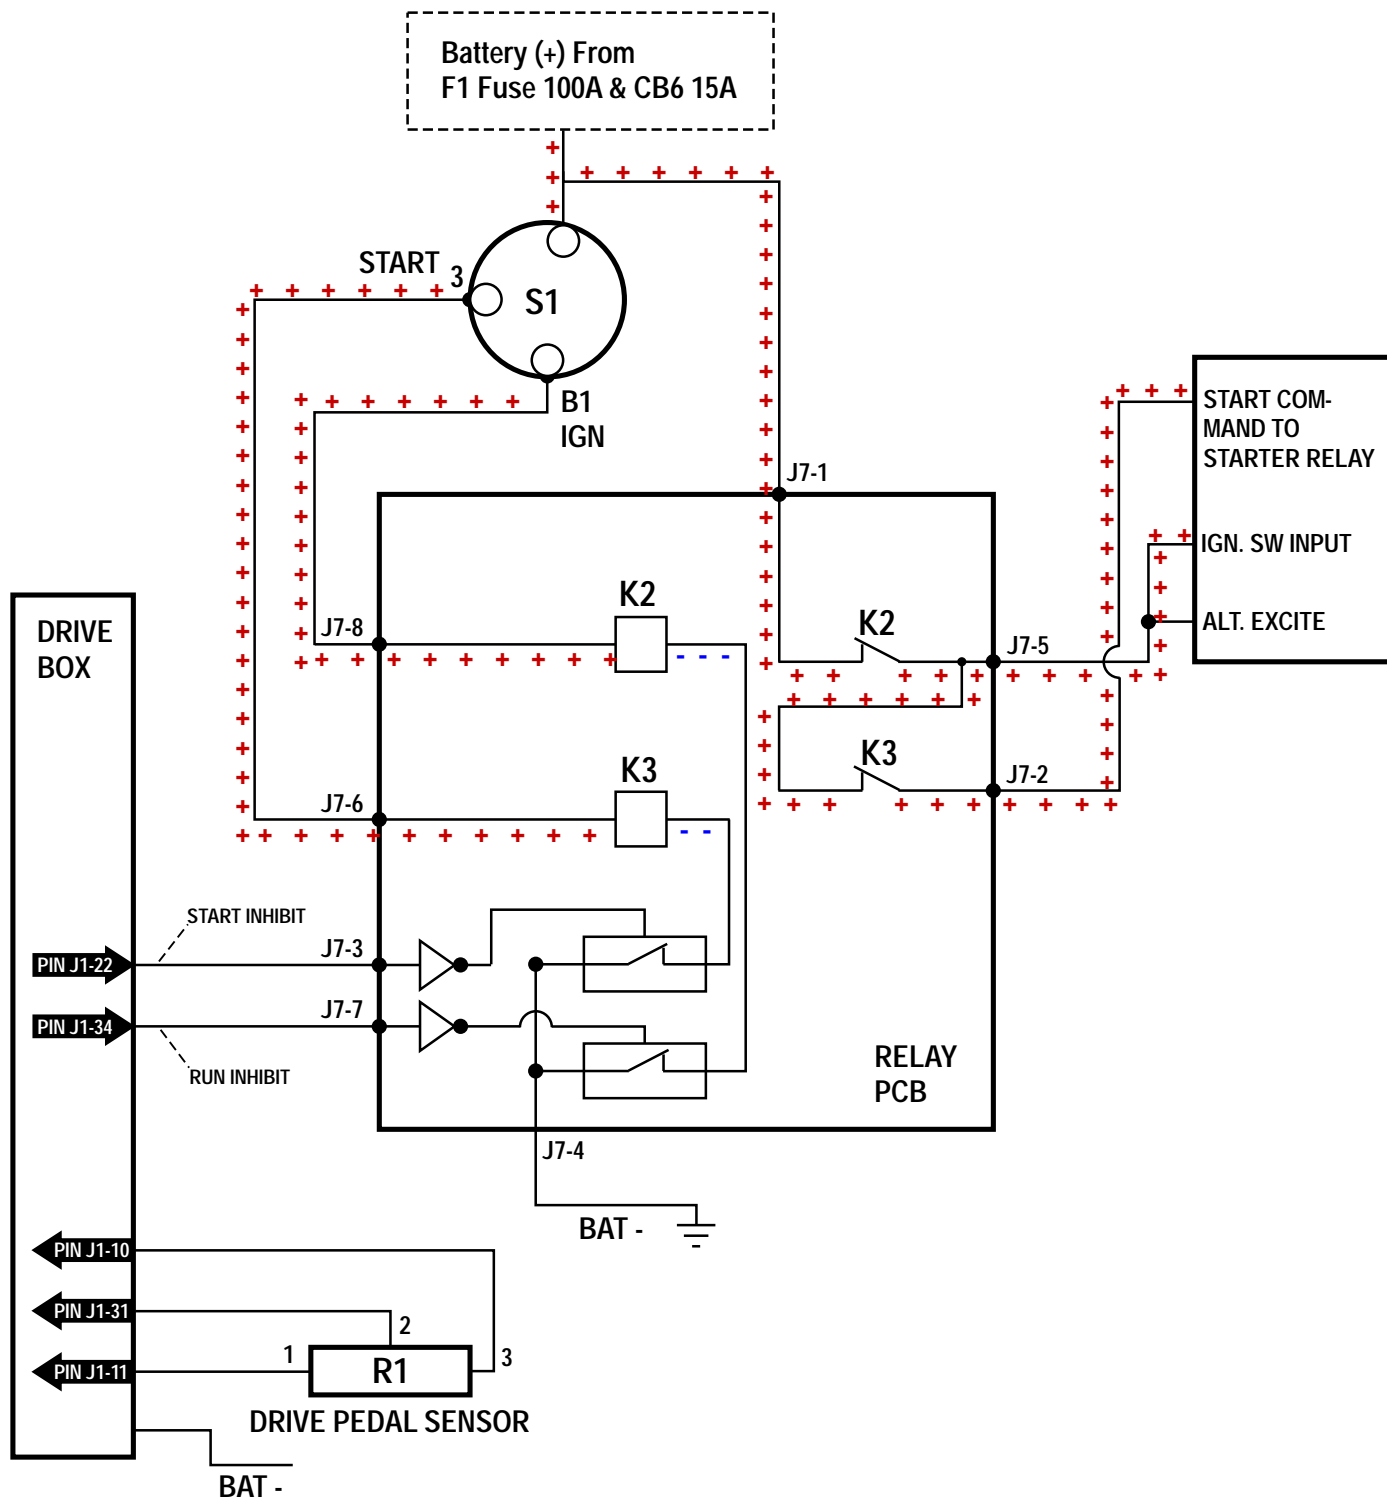 Battery (+) From
F1 Fuse 100A & CB6 15A
START 3
S1
B1
IGN
J7-1
START COM-
MAND TO
STARTER RELAY
IGN. SW INPUT
ALT. EXCITE
DRIVE
BOX
J7-8
K2
K2
J7-5
J7-6
K3
K3
J7-2
START INHIBIT
PIN J1-22
J7-3
PIN J1-34
J7-7
RUN INHIBIT
RELAY
PCB
J7-4
BAT -
PIN J1-10
PIN J1-31
2
PIN J1-11
1
R1
3
DRIVE PEDAL SENSOR
BAT -